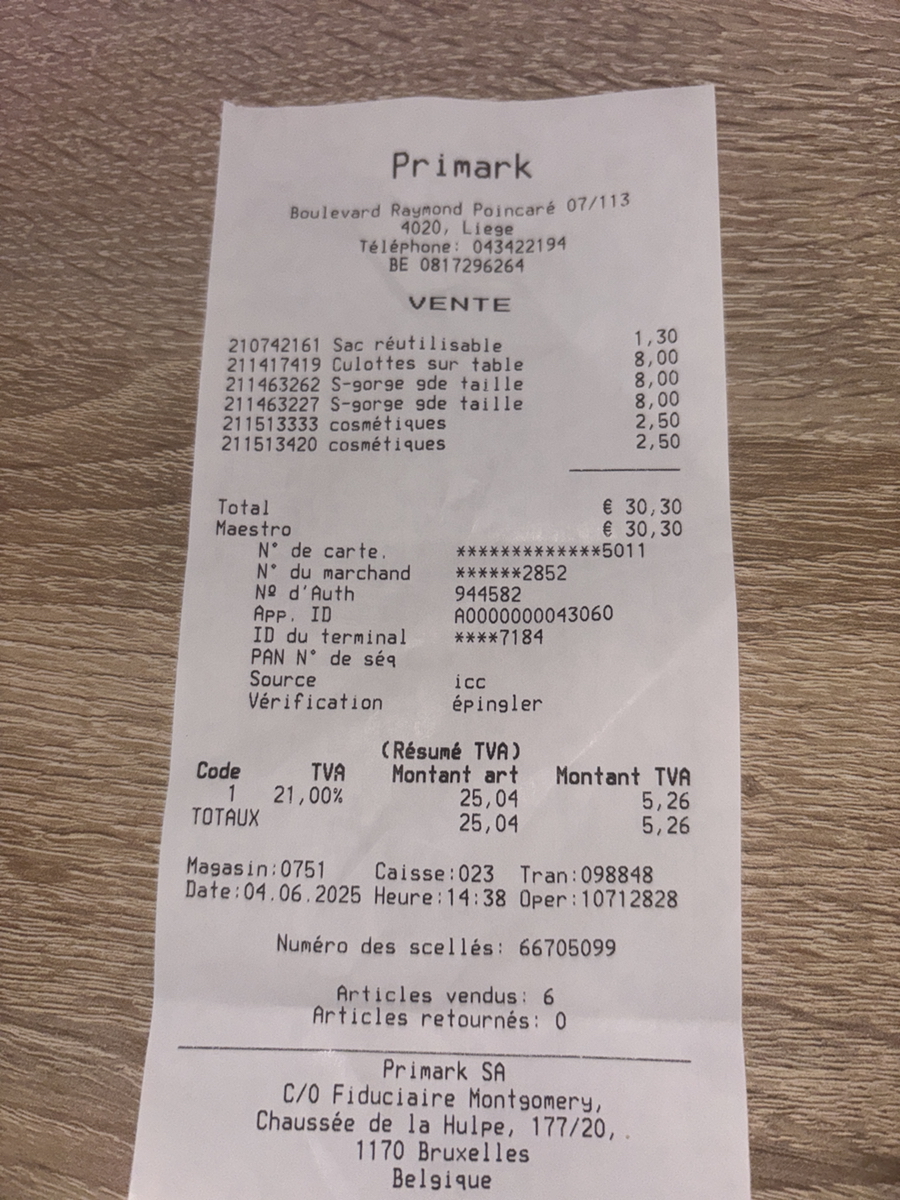 Primark
Boulevard Raymond Poincaré 07/113
4020, Liege
Téléphone: 043422194
BE 0817296264
VENTE
210742161 Sac réutilisable 1,30
211417419 Culottes sur table 8,00
211463262 S-gorge gde taille 8,00
211463227 S-gorge gde taille 8,00
211513333 cosmétiques 2,50
211513420 cosmétiques 2,50
Total € 30,30
Maestro € 30,30
N° de carte. *************5011
N° du marchand ******2852
Nº d'Auth 944582
App. ID A0000000043060
ID du terminal ****7184
PAN N° de séq
Source icc
Vérification épingler
(Résumé TVA)
Code TVA Montant art Montant TVA
1 21,00% 25,04 5,26
TOTAUX 25,04 5,26
Magasin:0751 Caisse:023 Tran:098848
Date:04.06.2025 Heure:14:38 Oper:10712828
Numéro des scellés: 66705099
Articles vendus: 6
Articles retournés: 0
Primark SA
C/O Fiduciaire Montgomery,
Chaussée de la Hulpe, 177/20, .
1170 Bruxelles
Belgique